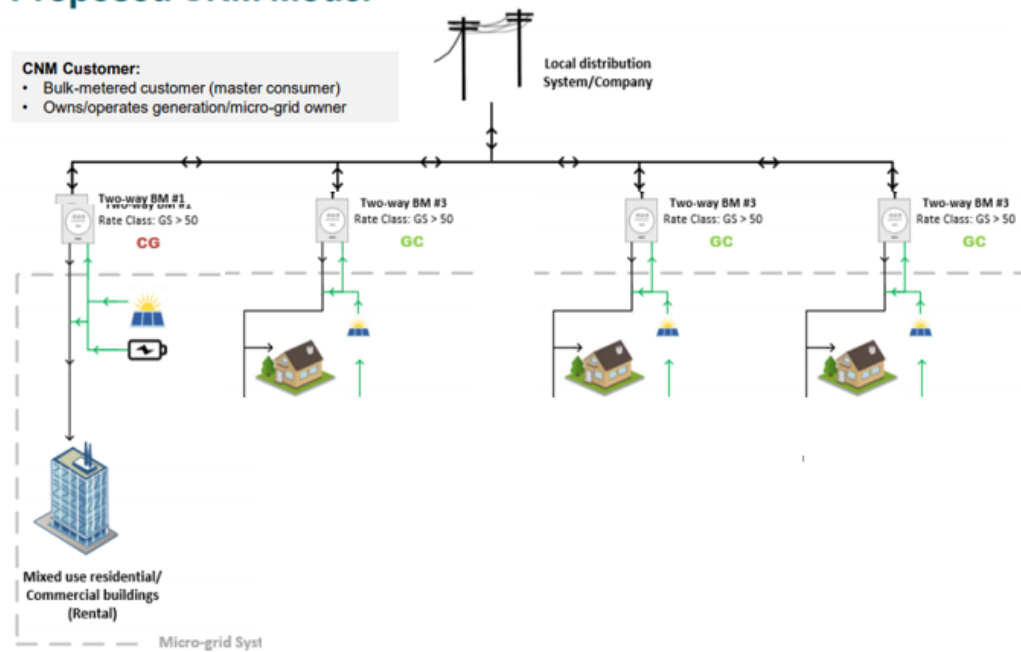 CNM Customer:
• Bulk-metered customer (master consumer)
• Owns/operates generation/micro-grid owner
Local distribution
System/Company
Two-way BM #1
Rate Class: GS > 50
CG
Two-way BM #3
Rate Class: GS > 50
GC
Two-way BM #3
Rate Class: GS > 50
GC
Two-way BM #3
Rate Class: GS > 50
GC
Mixed use residential/
Commercial buildings
(Rental)
Micro-grid Syst